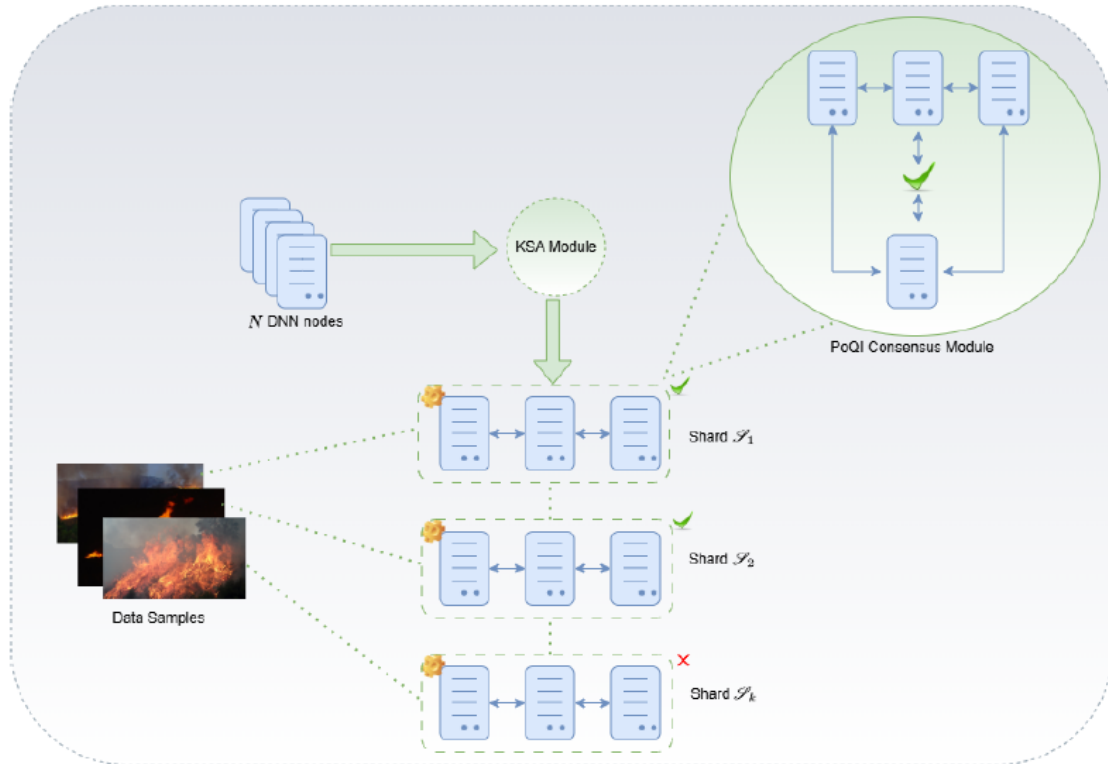 KSA Module
N DNN nodes
PoQI Consensus Module
Shard 𝒮₁
Shard 𝒮₂
Data Samples
Shard 𝒮ₖ